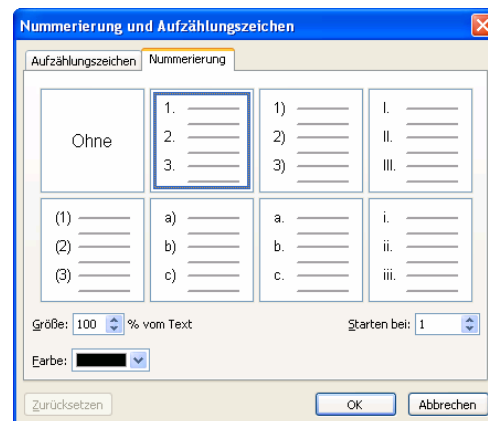 Nummerierung und Aufzählungszeichen
Aufzählungszeichen Nummerierung
Ohne
1.
2.
3.
1)
2)
3)
I.
II.
III.
(1)
(2)
(3)
a)
b)
c)
a.
b.
c.
i.
ii.
iii.
Größe: 100 % vom Text Starten bei: 1
Farbe:
Zurücksetzen OK Abbrechen